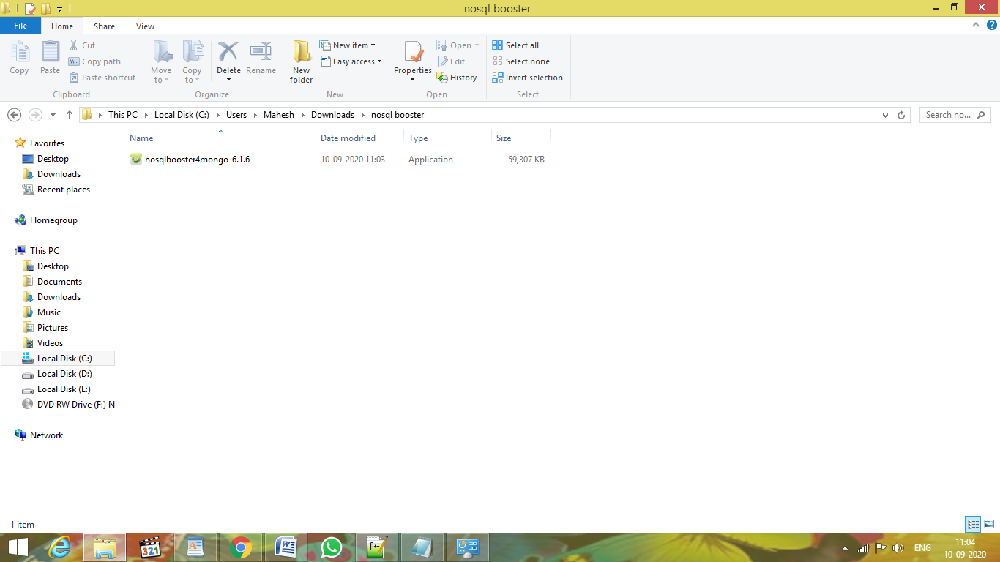 nosql booster
File Home Share View
Copy
Paste
Cut
Copy path
Paste shortcut
Clipboard
Move to
Copy to
Delete
Rename
Organize
New folder
New item
Easy access
New
Properties
Open
Edit
History
Open
Select all
Select none
Invert selection
Select
This PC Local Disk (C:) Users Mahesh Downloads nosql booster
Search no...
Favorites
Desktop
Downloads
Recent places
Homegroup
This PC
Desktop
Documents
Downloads
Music
Pictures
Videos
Local Disk (C:)
Local Disk (D:)
Local Disk (E:)
DVD RW Drive (F:) N
Network
Name Date modified Type Size
nosqlbooster4mongo-6.1.6 10-09-2020 11:03 Application 59,307 KB
1 item
321
ENG
11:04
10-09-2020